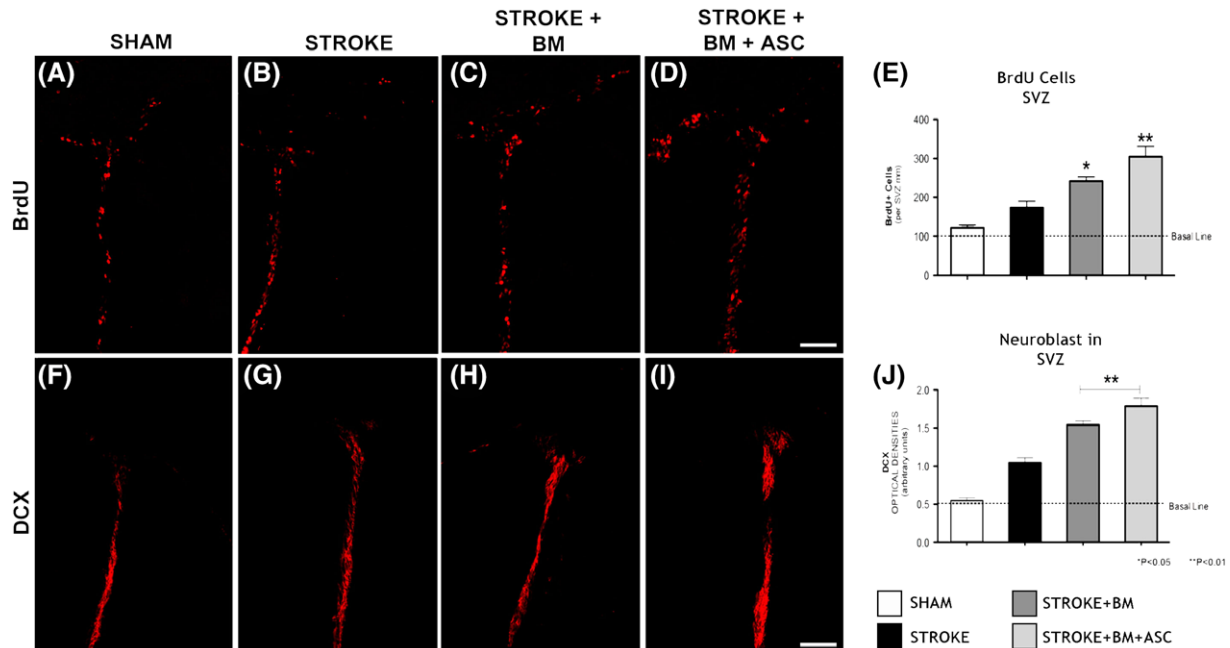 SHAM
STROKE
STROKE +
BM
STROKE +
BM + ASC
(A)
(B)
(C)
(D)
BrdU
(E)
BrdU Cells
SVZ
BrdU+ Cells
(per SVZ mm)
400
300
200
100
0
*
**
Basal Line
(F)
(G)
(H)
(I)
DCX
(J)
Neuroblast in
SVZ
DCX
OPTICAL DENSITIES
(arbitrary units)
2.0
1.5
1.0
0.5
0.0
**
Basal Line
*P<0.05 **P<0.01
SHAM
STROKE+BM
STROKE
STROKE+BM+ASC